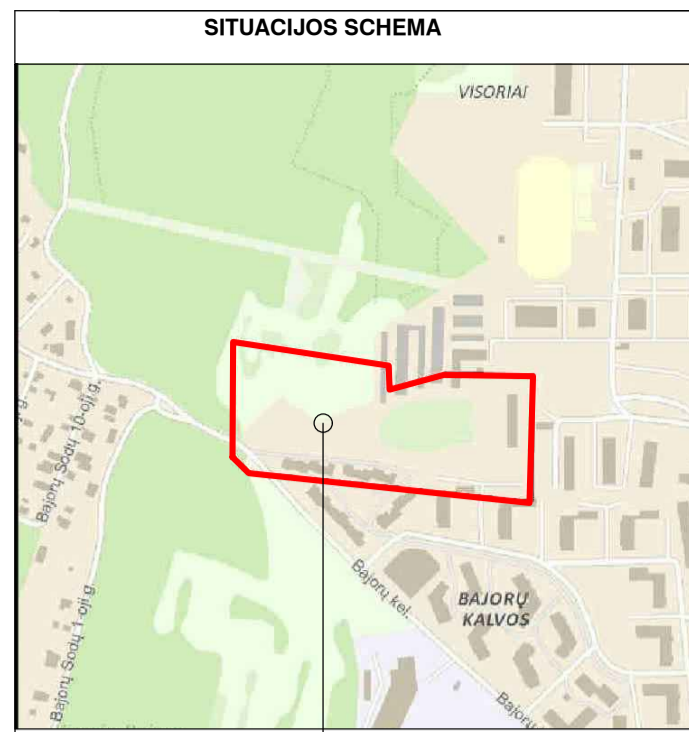 SITUACIJOS SCHEMA
VISORIAI
Bajorų Sodų 10-oji g.
Bajorų Sodų 1-oji g.
Bajorų kel.
BAJORŲ
KALVOS
Bajorų